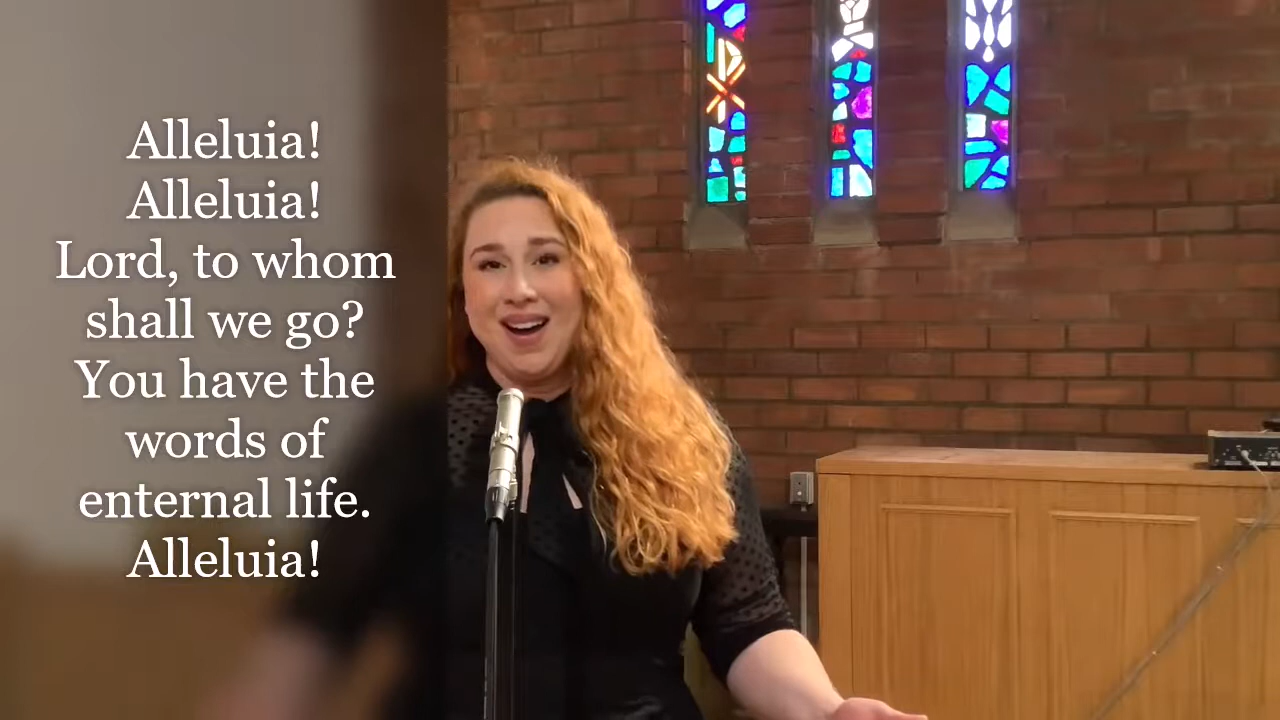 Alleluia!
Alleluia!
Lord, to whom
shall we go?
You have the
words of
enternal life.
Alleluia!